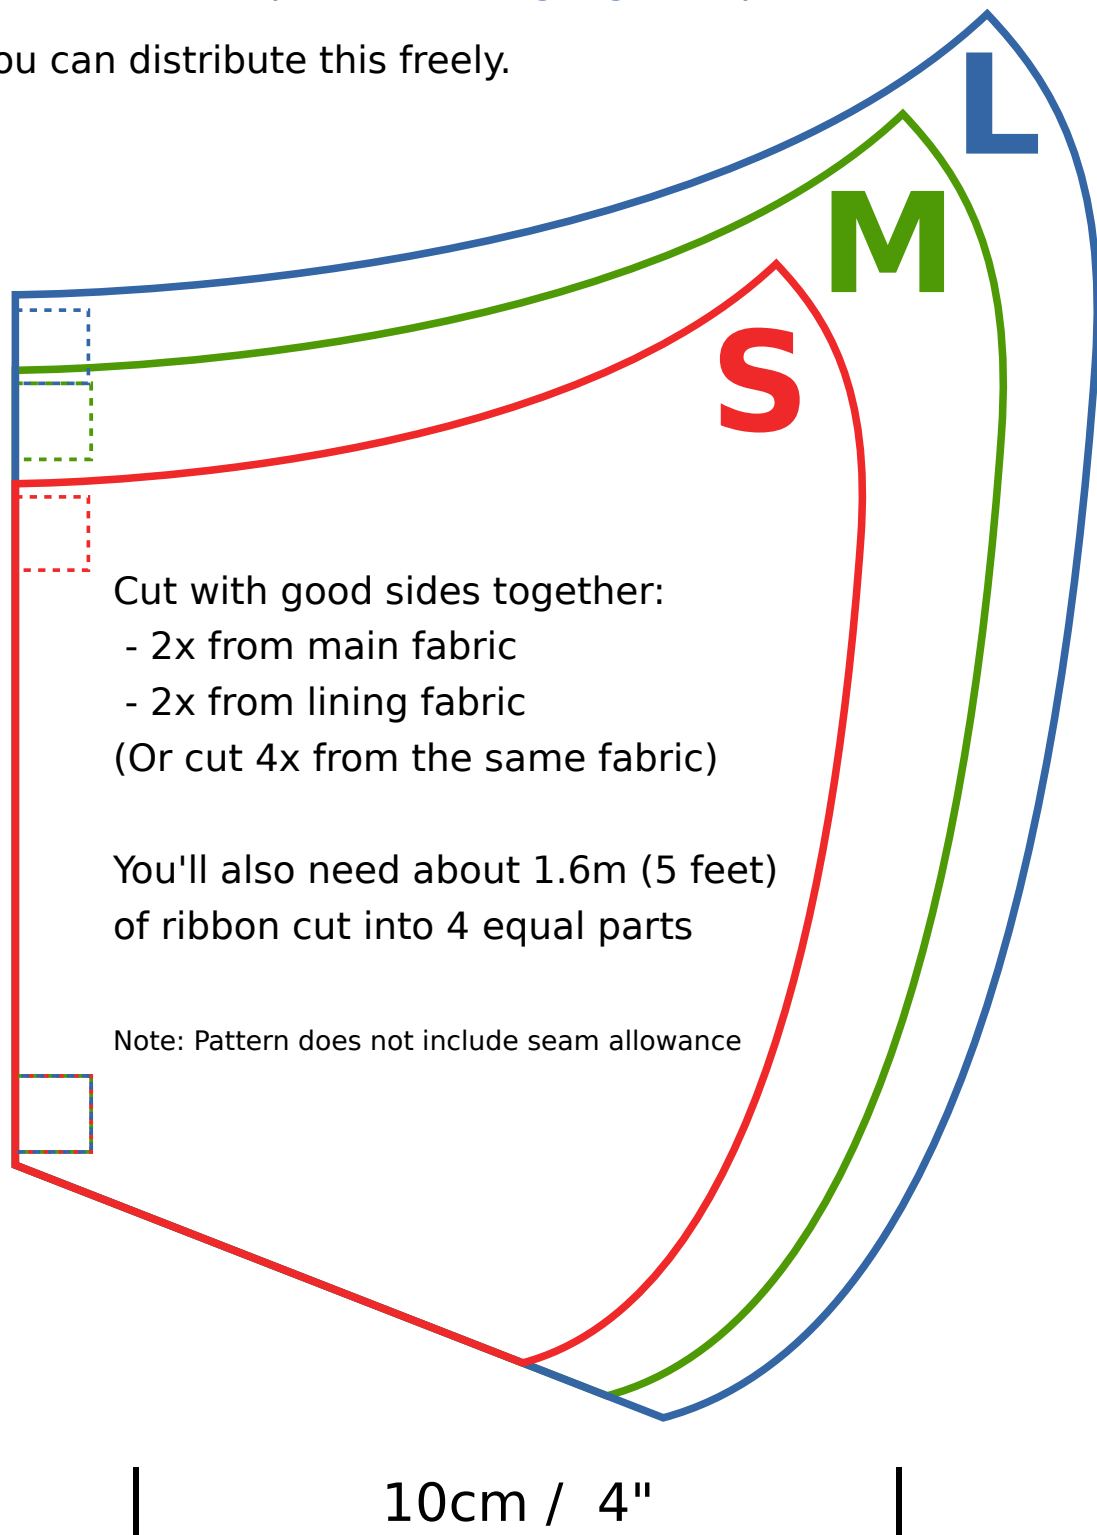 ou can distribute this freely.
L
M
S
Cut with good sides together:
- 2x from main fabric
- 2x from lining fabric
(Or cut 4x from the same fabric)
You'll also need about 1.6m (5 feet)
of ribbon cut into 4 equal parts
Note: Pattern does not include seam allowance
10cm / 4"